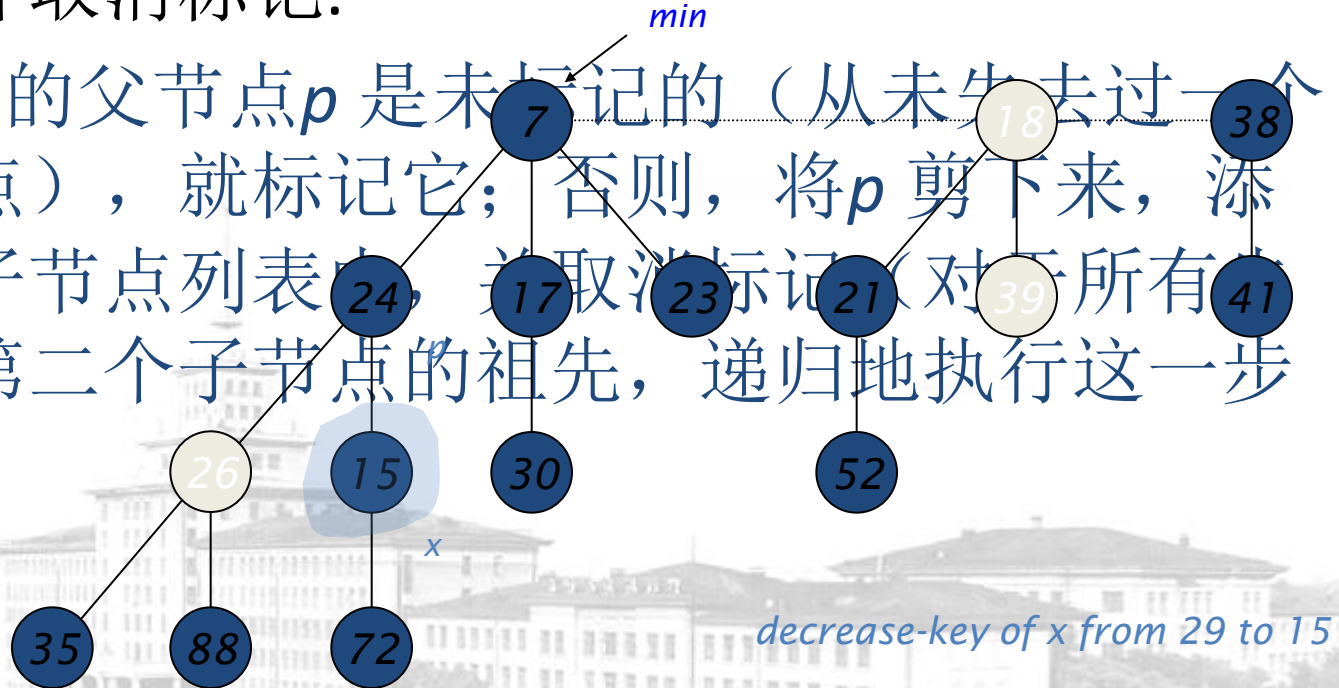 取消标记.
min
的父节点p 是未标记的（从未失去过一个
点），就标记它；否则，将p 剪下来，添
子节点列表中，并取消标记（对于所有
第二个子节点的祖先，递归地执行这一步
7 18 38
24 17 23 21 39 41
p
26 15 30 52
x
35 88 72
decrease-key of x from 29 to 15